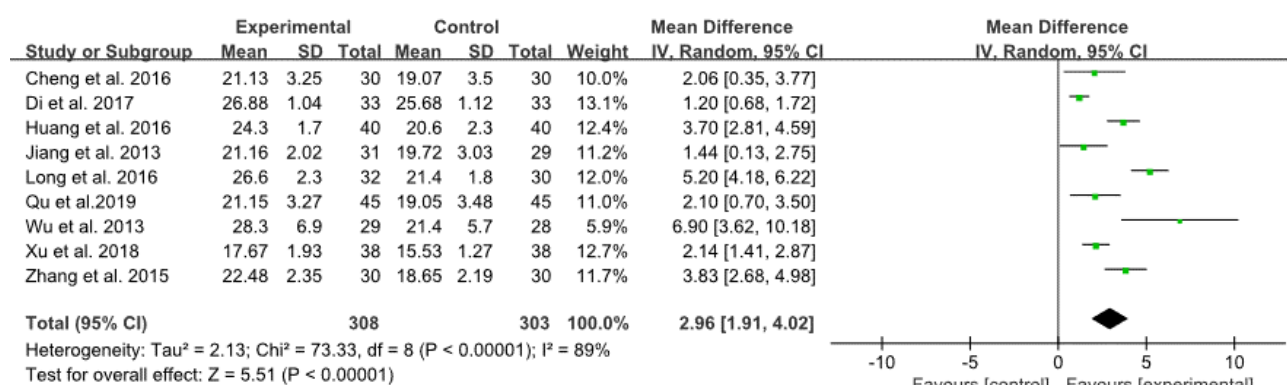 Experimental Control Mean Difference Mean Difference
Study or Subgroup Mean SD Total Mean SD Total Weight IV, Random, 95% CI IV, Random, 95% CI
Cheng et al. 2016 21.13 3.25 30 19.07 3.5 30 10.0% 2.06 [0.35, 3.77]
Di et al. 2017 26.88 1.04 33 25.68 1.12 33 13.1% 1.20 [0.68, 1.72]
Huang et al. 2016 24.3 1.7 40 20.6 2.3 40 12.4% 3.70 [2.81, 4.59]
Jiang et al. 2013 21.16 2.02 31 19.72 3.03 29 11.2% 1.44 [0.13, 2.75]
Long et al. 2016 26.6 2.3 32 21.4 1.8 30 12.0% 5.20 [4.18, 6.22]
Qu et al.2019 21.15 3.27 45 19.05 3.48 45 11.0% 2.10 [0.70, 3.50]
Wu et al. 2013 28.3 6.9 29 21.4 5.7 28 5.9% 6.90 [3.62, 10.18]
Xu et al. 2018 17.67 1.93 38 15.53 1.27 38 12.8% 2.14 [1.41, 2.87]
Zhang et al. 2015 22.48 2.35 30 18.65 2.19 30 11.7% 3.83 [2.68, 4.98]
Total (95% CI) 308 303 100.0% 2.96 [1.91, 4.02]
Heterogeneity: Tau² = 2.13; Chi² = 73.33, df = 8 (P < 0.00001); I² = 89%
-10 -5 0 5 10
Test for overall effect: Z = 5.51 (P < 0.00001)
Favours [control] Favours [experimental]